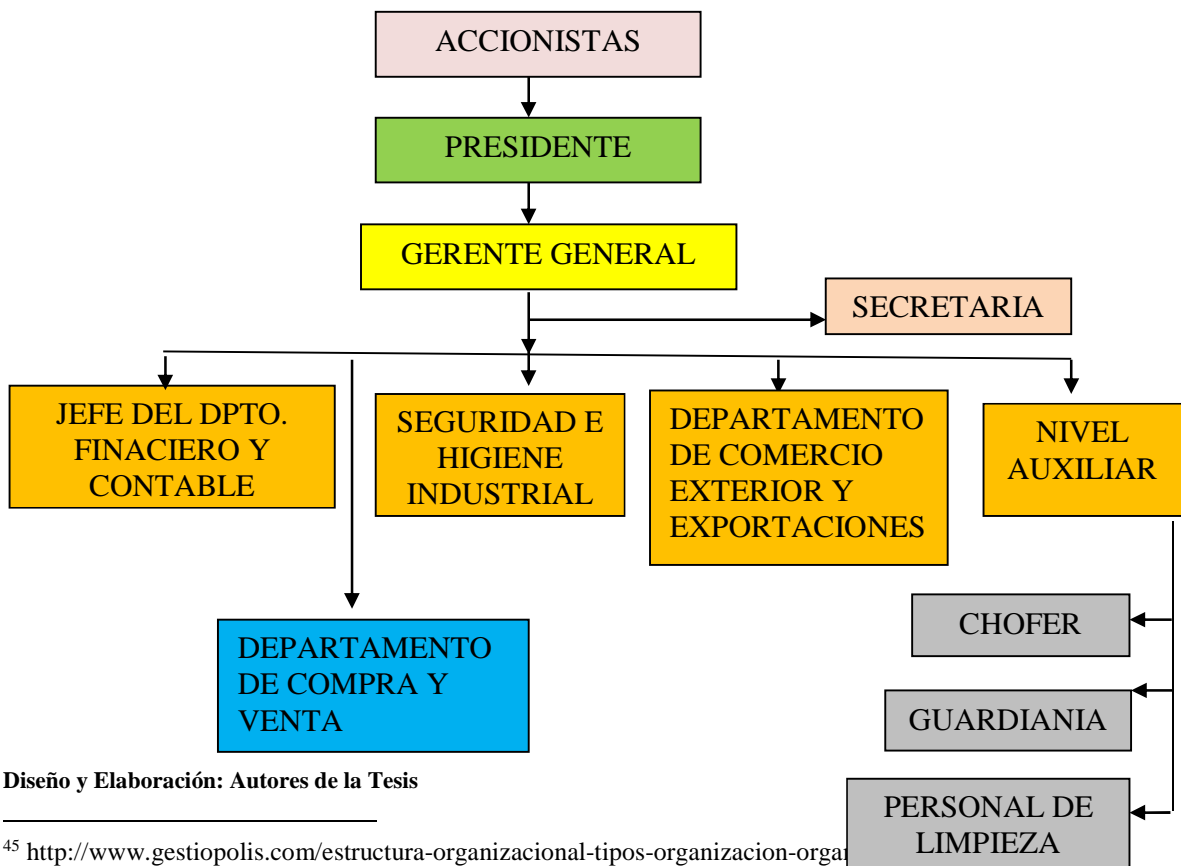 ACCIONISTAS
PRESIDENTE
GERENTE GENERAL
SECRETARIA
JEFE DEL DPTO.
FINACIERO Y
CONTABLE
SEGURIDAD E
HIGIENE
INDUSTRIAL
DEPARTAMENTO
DE COMERCIO
EXTERIOR Y
EXPORTACIONES
NIVEL
AUXILIAR
DEPARTAMENTO
DE COMPRA Y
VENTA
CHOFER
GUARDIANIA
PERSONAL DE
LIMPIEZA
Diseño y Elaboración: Autores de la Tesis
45 http://www.gestiopolis.com/estructura-organizacional-tipos-organizacion-